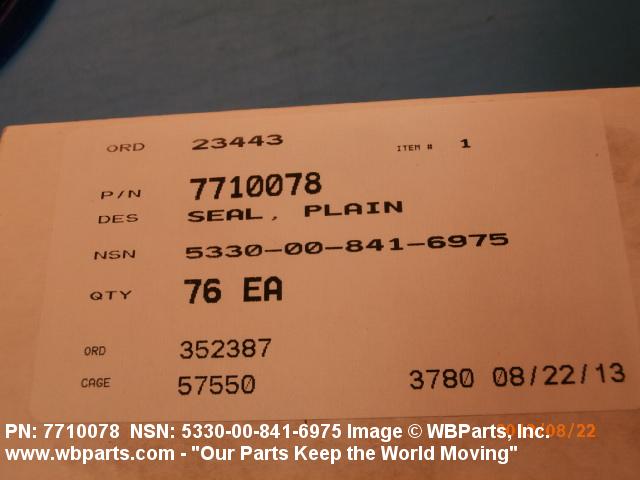 ORD 23443 ITEM # 1
P/N 7710078
DES SEAL, PLAIN
NSN 5330-00-841-6975
QTY 76 EA
ORD 352387
CAGE 57550 3780 08/22/13
PN: 7710078 NSN: 5330-00-841-6975 Image © WBParts, Inc.
www.wbparts.com - "Our Parts Keep the World Moving"